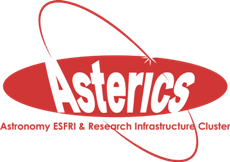 Asterics
Astronomy ESFRI & Research Infrastructure Cluster